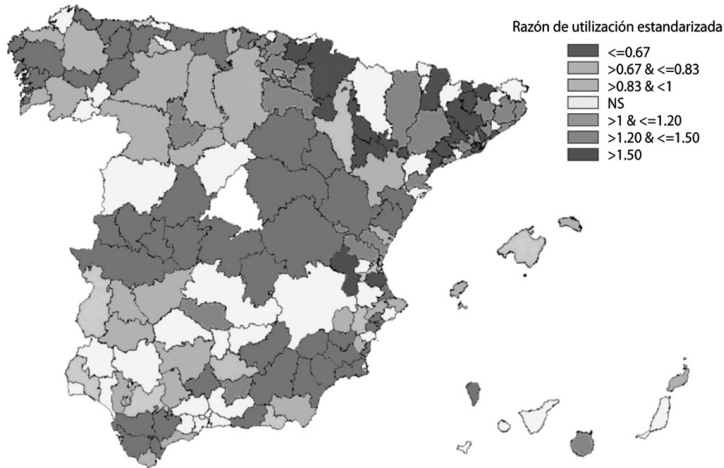 Razón de utilización estandarizada
<=0.67
>0.67 & <=0.83
>0.83 & <1
NS
>1 & <=1.20
>1.20 & <=1.50
>1.50